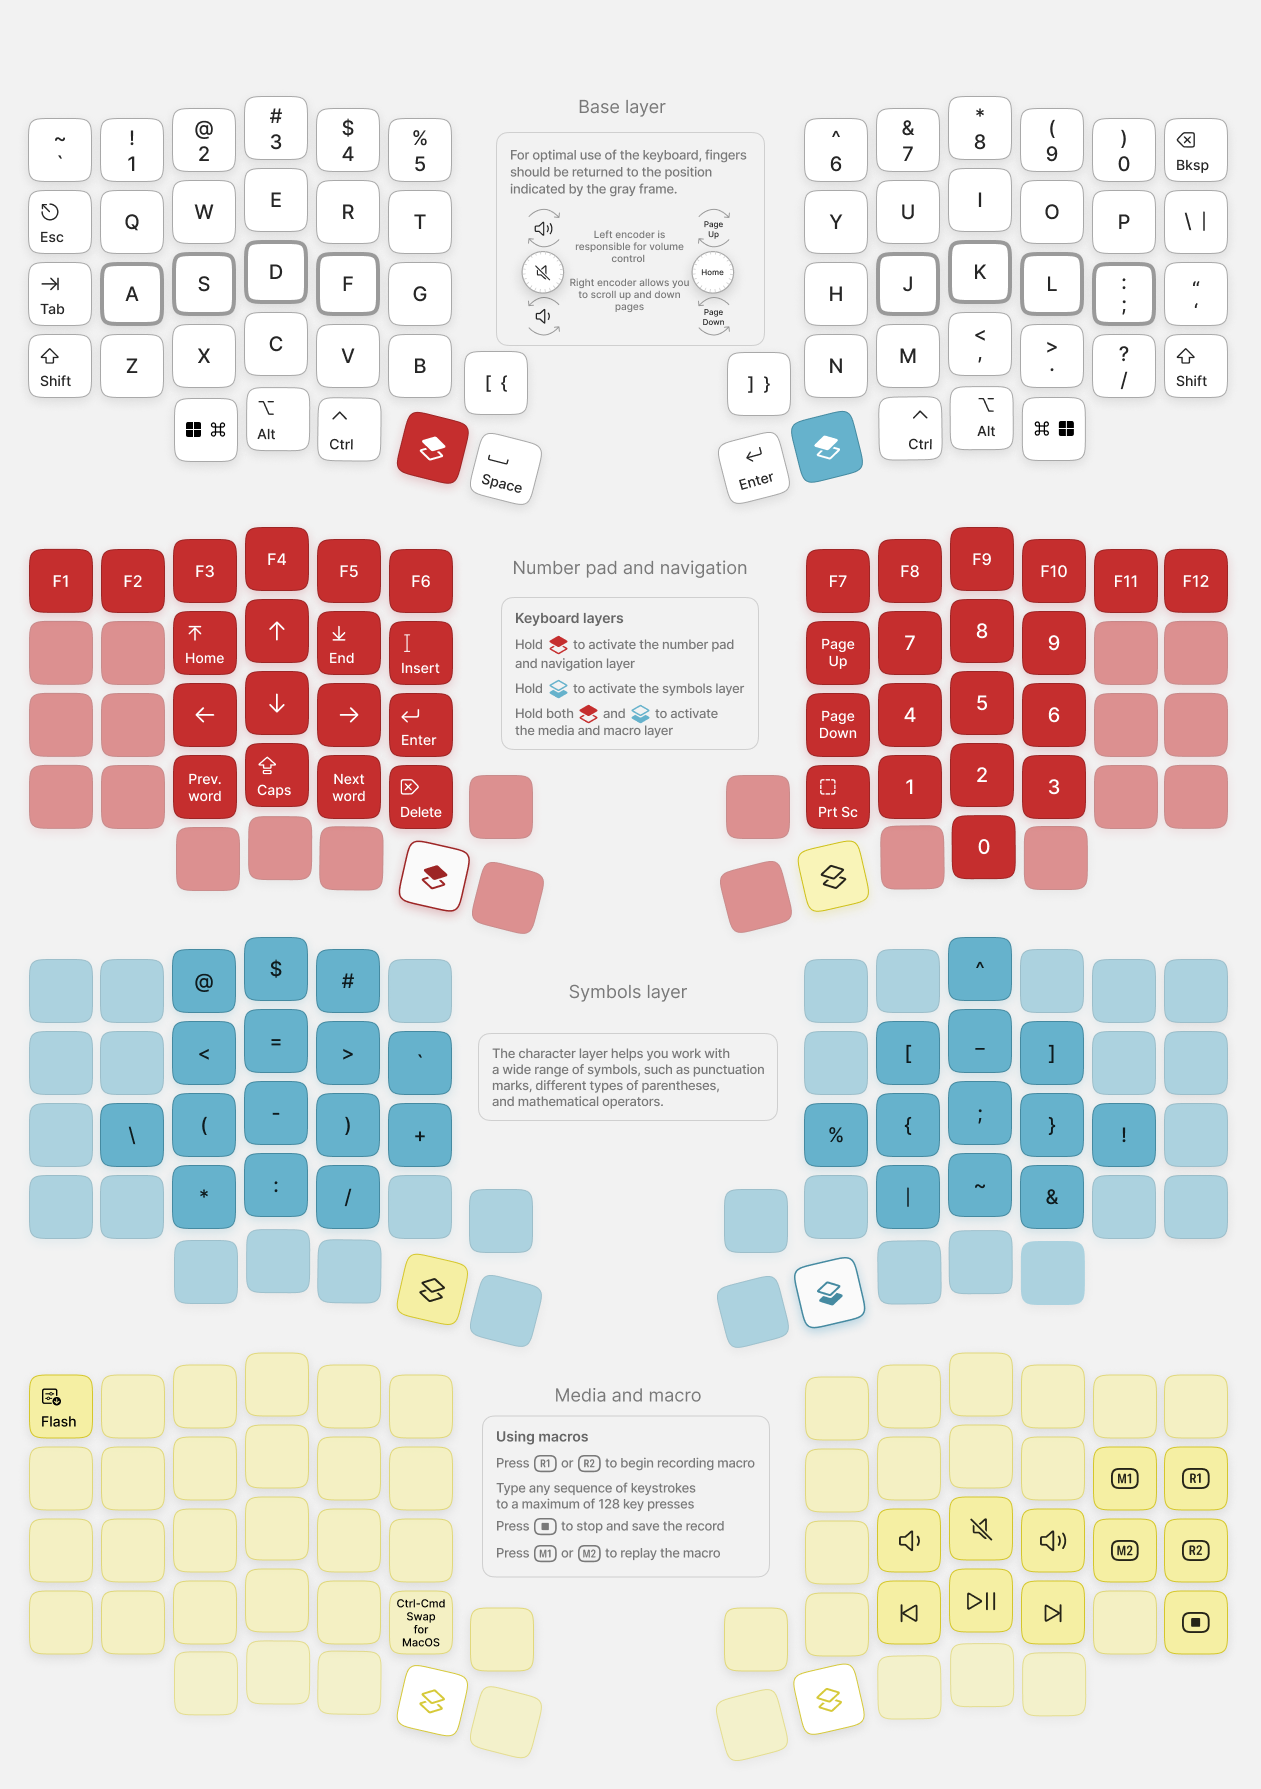 Base layer
~
`
!
1
@
2
#
3
$
4
%
5
^
6
&
7
*
8
(
9
)
0
Bksp
Esc
Q
W
E
R
T
Y
U
I
O
P
\ |
Tab
A
S
D
F
G
H
J
K
L
:
;
“
‘
Shift
Z
X
C
V
B
[ {
] }
N
M
<
,
>
.
?
/
Shift
Alt
Ctrl
Space
Enter
Ctrl
Alt
For optimal use of the keyboard, fingers
should be returned to the position
indicated by the gray frame.
Left encoder is
responsible for volume
control
Right encoder allows you
to scroll up and down
pages
Page
Up
Home
Page
Down
Number pad and navigation
F1
F2
F3
F4
F5
F6
F7
F8
F9
F10
F11
F12
Home
End
Insert
Page
Up
7
8
9
Enter
Page
Down
4
5
6
Prev.
word
Caps
Next
word
Delete
Prt Sc
1
2
3
0
Keyboard layers
Hold to activate the number pad
and navigation layer
Hold to activate the symbols layer
Hold both and to activate
the media and macro layer
Symbols layer
@
$
#
^
<
=
>
`
[
–
]
\
(
-
)
+
%
{
;
}
!
*
:
/
|
~
&
The character layer helps you work with
a wide range of symbols, such as punctuation
marks, different types of parentheses,
and mathematical operators.
Media and macro
Flash
M1
R1
M2
R2
Ctrl-Cmd
Swap
for
MacOS
Using macros
Press R1 or R2 to begin recording macro
Type any sequence of keystrokes
to a maximum of 128 key presses
Press to stop and save the record
Press M1 or M2 to replay the macro